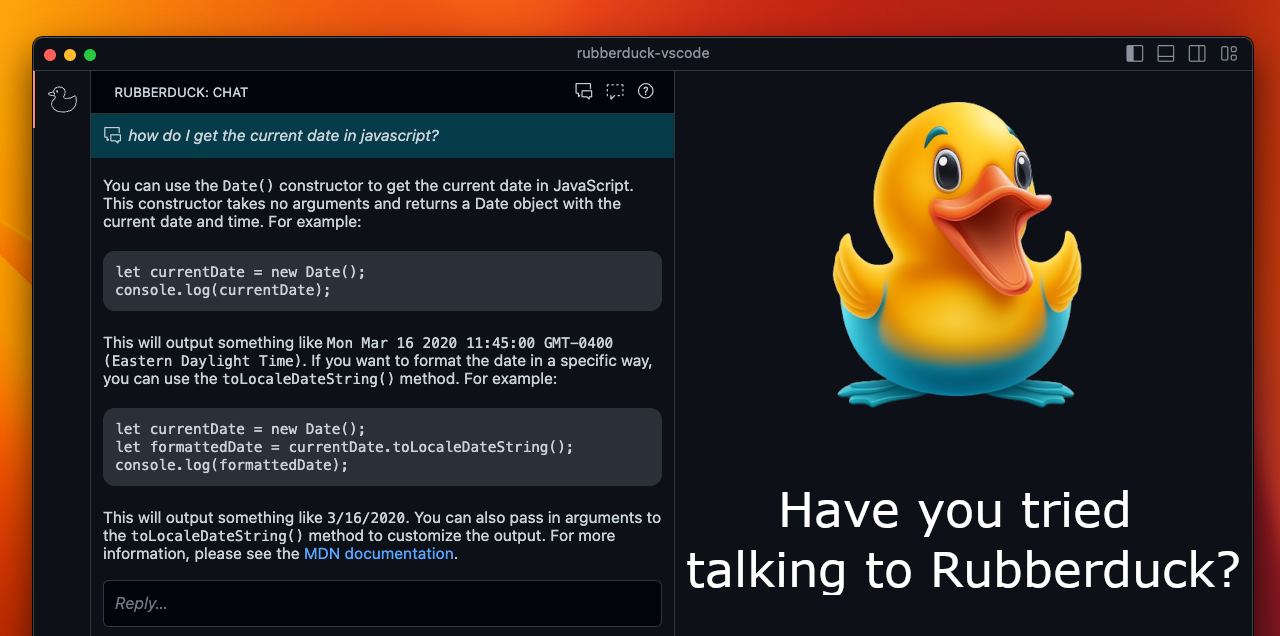 rubberduck-vscode
RUBBERDUCK: CHAT
how do I get the current date in javascript?
You can use the Date() constructor to get the current date in JavaScript.
This constructor takes no arguments and returns a Date object with the
current date and time. For example:
let currentDate = new Date();
console.log(currentDate);
This will output something like Mon Mar 16 2020 11:45:00 GMT-0400
(Eastern Daylight Time). If you want to format the date in a specific way,
you can use the toLocaleDateString() method. For example:
let currentDate = new Date();
let formattedDate = currentDate.toLocaleDateString();
console.log(formattedDate);
This will output something like 3/16/2020. You can also pass in arguments to
the toLocaleDateString() method to customize the output. For more
information, please see the MDN documentation.
Reply...
Have you tried
talking to Rubberduck?